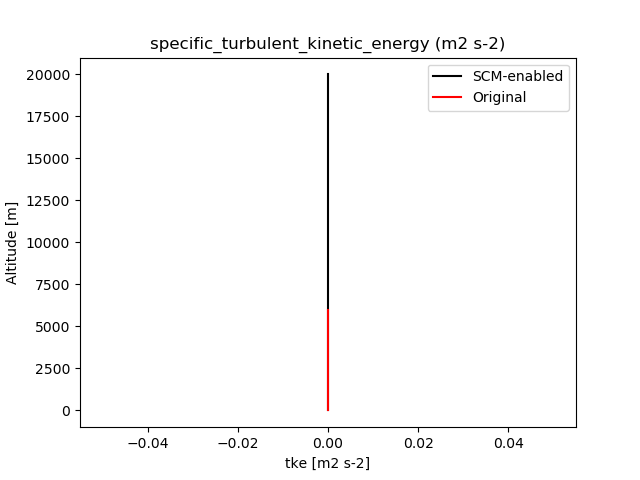 specific_turbulent_kinetic_energy (m2 s-2)
SCM-enabled
Original
20000
17500
15000
12500
10000
7500
5000
2500
0
Altitude [m]
−0.04
−0.02
0.00
0.02
0.04
tke [m2 s-2]